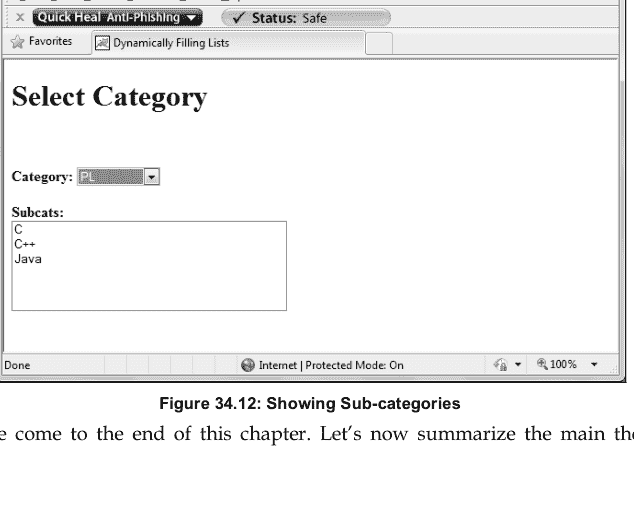 x Quick Heal Anti-Phishing Status: Safe
Favorites Dynamically Filling Lists
Select Category
Category: PL
Subcats:
C
C++
Java
Done Internet | Protected Mode: On 100%
Figure 34.12: Showing Sub-categories
come to the end of this chapter. Let's now summarize the main